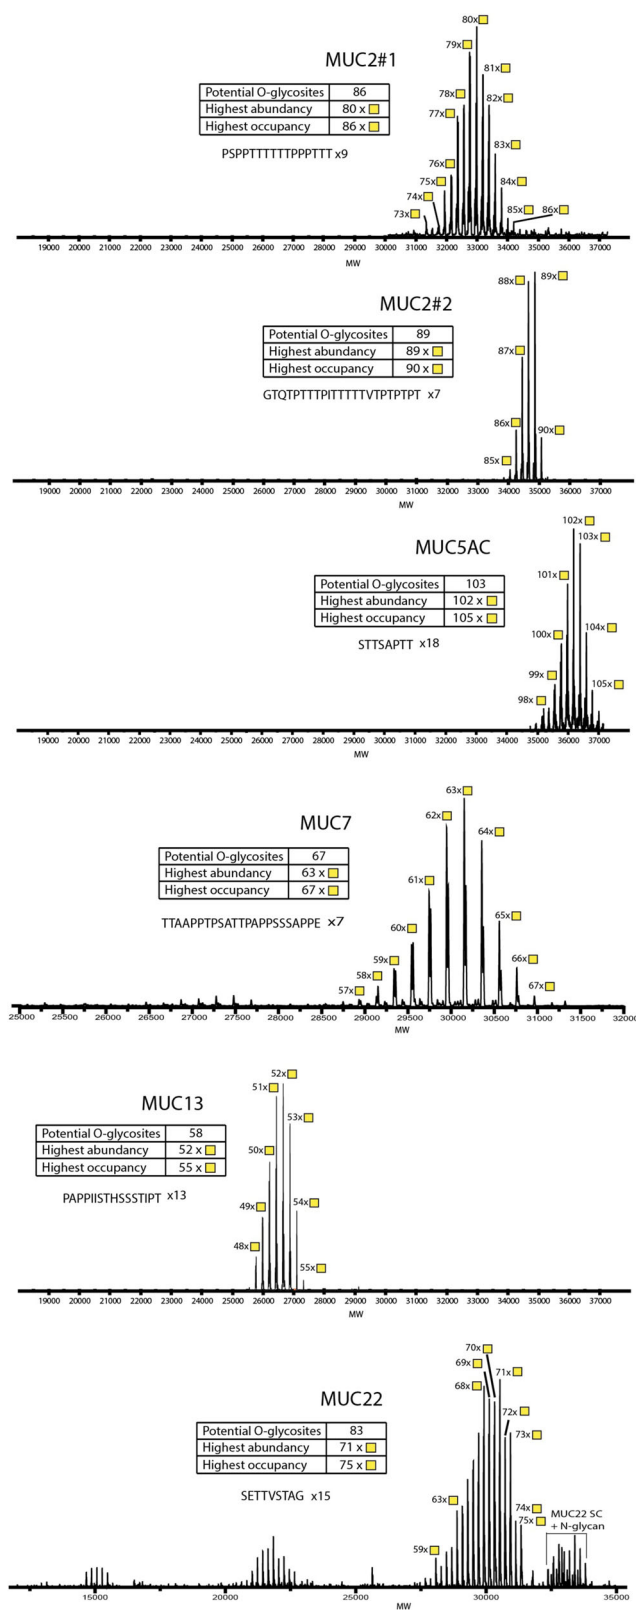 MUC2#1
Potential O-glycosites 86
Highest abundancy 80 x
Highest occupancy 86 x
PSPPTTTTTTPPPTTT x9
80x
79x
81x
78x
82x
77x
83x
76x
75x
84x
74x
85x 86x
73x
19000 20000 21000 22000 23000 24000 25000 26000 27000 28000 29000 30000 31000 32000 33000 34000 35000 36000 37000
MW
MUC2#2
Potential O-glycosites 89
Highest abundancy 89 x
Highest occupancy 90 x
GTQTPTTTPITTTTTVTPTPTPT x7
88x 89x
87x
86x
90x
85x
19000 20000 21000 22000 23000 24000 25000 26000 27000 28000 29000 30000 31000 32000 33000 34000 35000 36000 37000
MW
MUC5AC
Potential O-glycosites 103
Highest abundancy 102 x
Highest occupancy 105 x
STTSAPTT x18
102x
103x
101x
104x
100x
99x
105x
98x
19000 20000 21000 22000 23000 24000 25000 26000 27000 28000 29000 30000 31000 32000 33000 34000 35000 36000 37000
MW
MUC7
Potential O-glycosites 67
Highest abundancy 63 x
Highest occupancy 67 x
TTAAPPTPSATTPAPPSSSAPPE x7
63x
62x
64x
61x
65x
60x
59x
66x
58x
67x
57x
25000 25500 26000 26500 27000 27500 28000 28500 29000 29500 30000 30500 31000 31500 32000
MW
MUC13
Potential O-glycosites 58
Highest abundancy 52 x
Highest occupancy 55 x
PAPPIISTHSSSTIPT x13
52x
51x
53x
50x
49x
54x
48x
55x
19000 20000 21000 22000 23000 24000 25000 26000 27000 28000 29000 30000 31000 32000 33000 34000 35000 36000 37000
MW
MUC22
Potential O-glycosites 83
Highest abundancy 71 x
Highest occupancy 75 x
SETTVSTAG x15
70x
69x
71x
68x
72x
73x
63x
74x
75x
MUC22 SC
+ N-glycan
59x
15000 20000 25000 30000 35000
MW